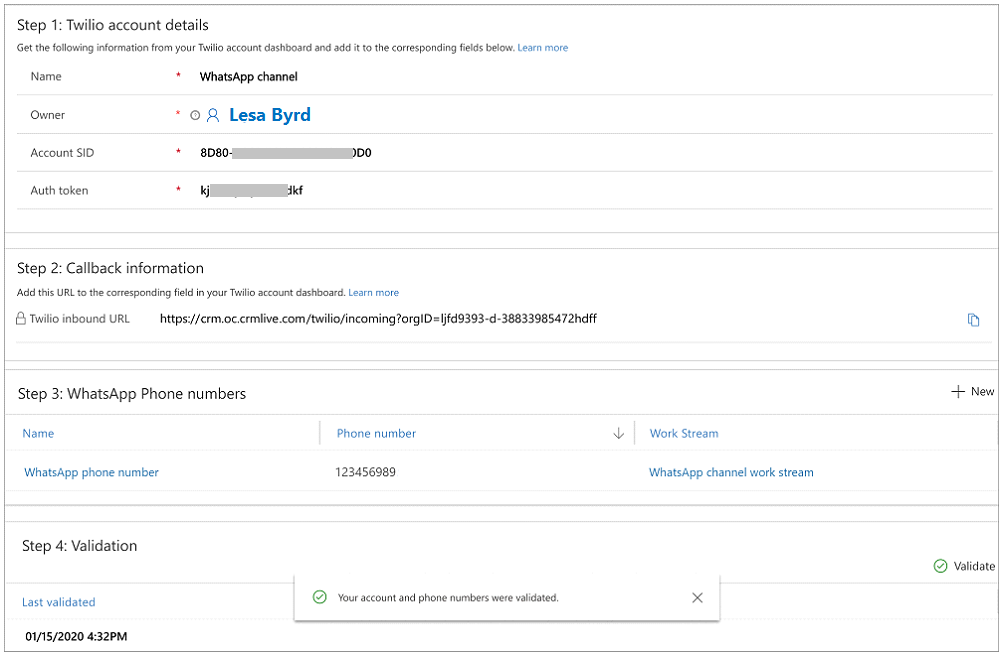 Step 1: Twilio account details
Get the following information from your Twilio account dashboard and add it to the corresponding fields below. Learn more
Name * WhatsApp channel
Owner * Lesa Byrd
Account SID * 8D80- 0D0
Auth token * kj dkf
Step 2: Callback information
Add this URL to the corresponding field in your Twilio account dashboard. Learn more
Twilio inbound URL https://crm.oc.crmlive.com/twilio/incoming?orgID=ljfd9393-d-38833985472hdff
Step 3: WhatsApp Phone numbers + New
Name Phone number ↓ Work Stream
WhatsApp phone number 123456989 WhatsApp channel work stream
Step 4: Validation
Validate
Your account and phone numbers were validated.
Last validated
01/15/2020 4:32PM